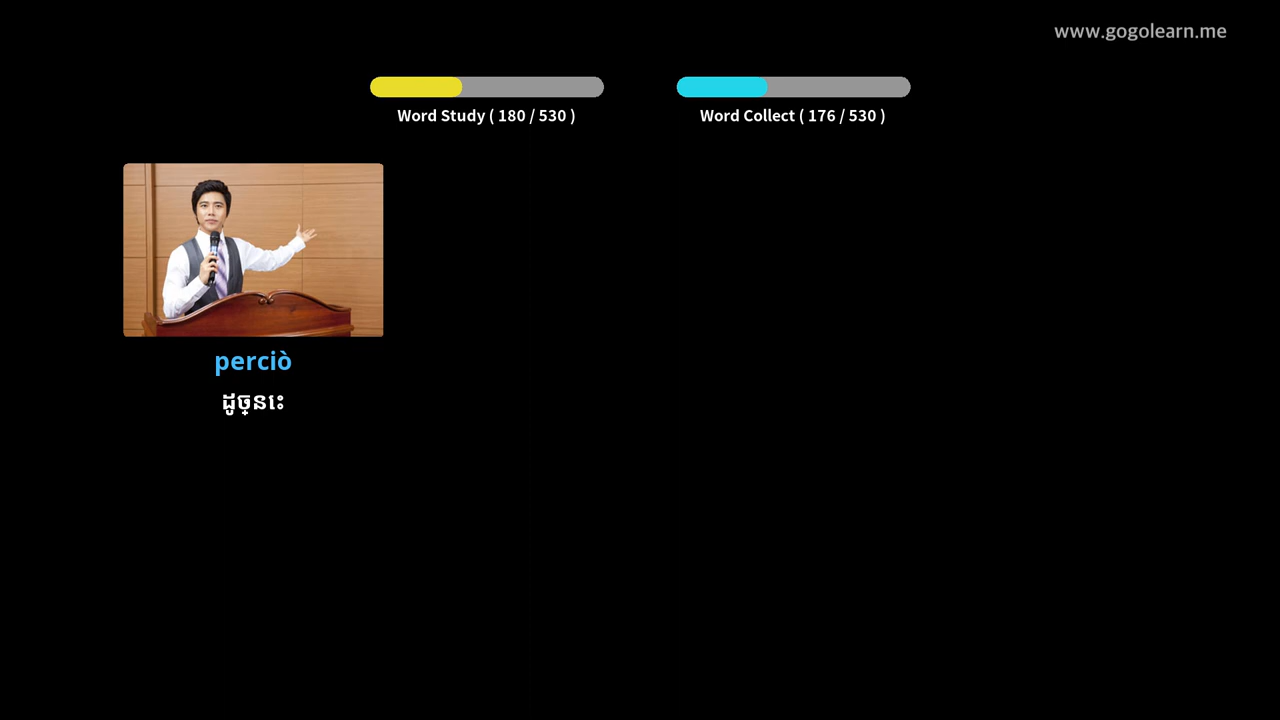 www.gogolearn.me
Word Study ( 180 / 530 )
Word Collect ( 176 / 530 )
perciò
ដូច្នេះ